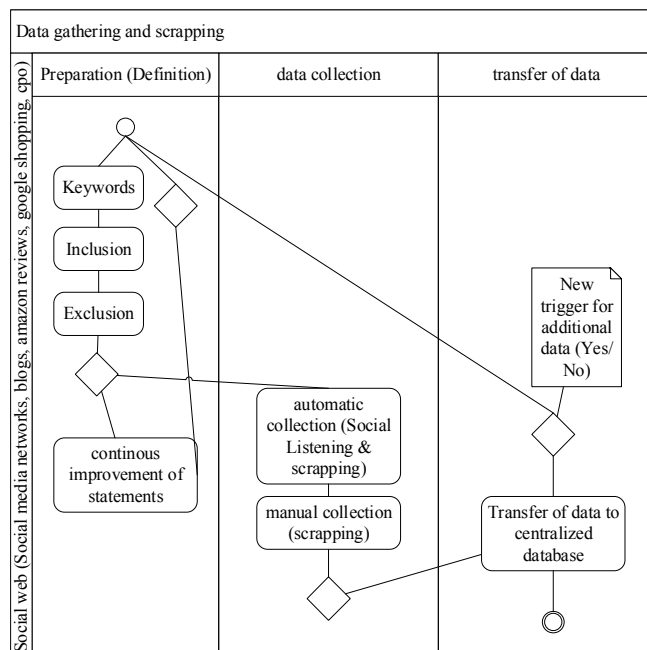 Data gathering and scrapping
Social web (Social media networks, blogs, amazon reviews, google shopping, cpo)
Preparation (Definition)
data collection
transfer of data
Keywords
Inclusion
Exclusion
continous
improvement of
statements
automatic
collection (Social
Listening &
scrapping)
manual collection
(scrapping)
New
trigger for
additional
data (Yes/
No)
Transfer of data to
centralized
database